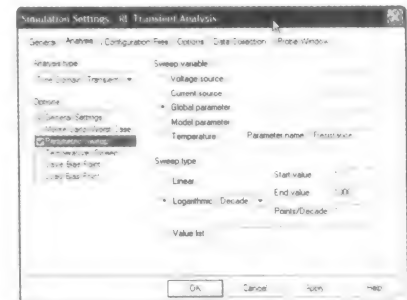 Simulation Settings - Transient Analysis
General Analysis Configuration Files Options Data Collection Probe Window
Analysis type
Time Domain (Transient)
Options
General Settings
Monte Carlo/Worst Case
Parametric Sweep
Temperature (Sweep)
Save Bias Point
Load Bias Point
Sweep variable
Voltage source
Current source
Global parameter
Model parameter
Temperature
Parameter name: Resistance
Sweep type
Linear
Logarithmic Decade
Value list
Start value
End value
Points/Decade
OK Cancel Apply Help